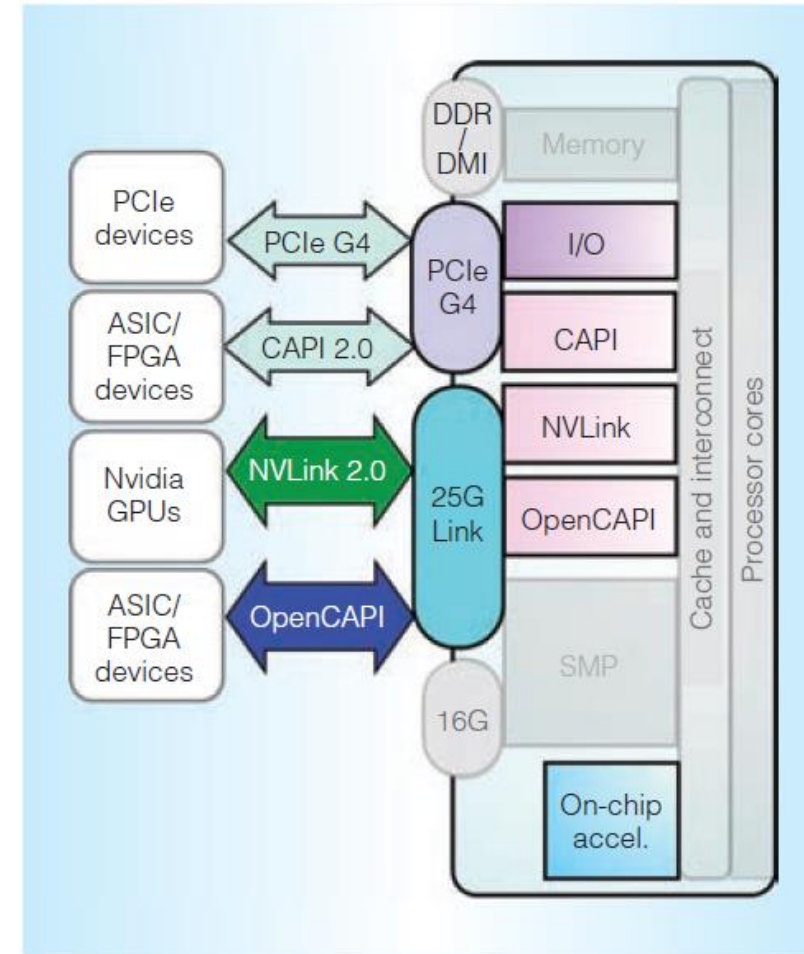 DDR
/
DMI
Memory
PCIe
devices
PCIe G4
PCIe
G4
I/O
ASIC/
FPGA
devices
CAPI 2.0
CAPI
Nvidia
GPUs
NVLink 2.0
25G
Link
NVLink
OpenCAPI
ASIC/
FPGA
devices
OpenCAPI
16G
SMP
On-chip
accel.
Cache and interconnect
Processor cores